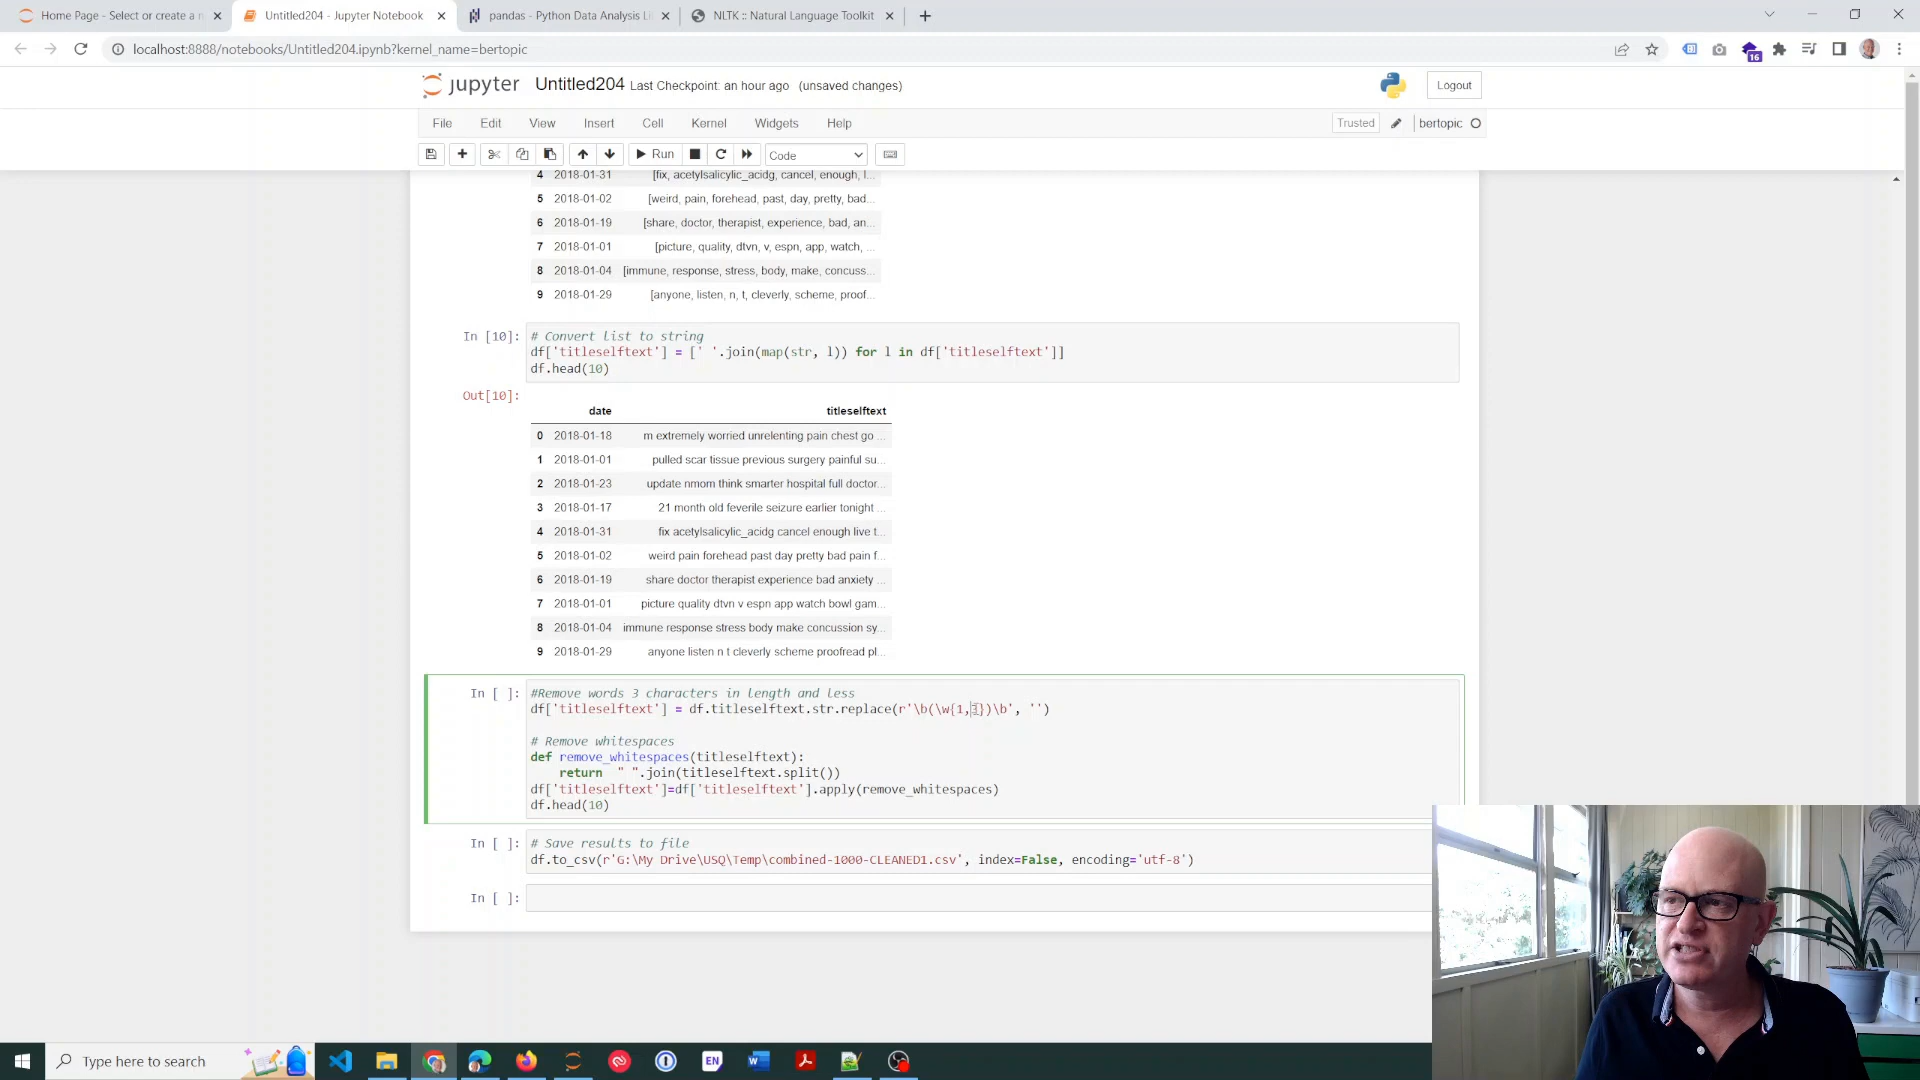 Home Page - Select or create a n
Untitled204 - Jupyter Notebook
pandas - Python Data Analysis Li
NLTK :: Natural Language Toolkit
localhost:8888/notebooks/Untitled204.ipynb?kernel_name=bertopic
16
jupyter Untitled204 Last Checkpoint: an hour ago (unsaved changes)
Logout
File Edit View Insert Cell Kernel Widgets Help
Trusted
bertopic
Run
Code
4 2018-01-31 [fix, acetylsalicylic_acidg, cancel, enough, l...
5 2018-01-02 [weird, pain, forehead, past, day, pretty, bad...
6 2018-01-19 [share, doctor, therapist, experience, bad, an...
7 2018-01-01 [picture, quality, dtvn, v, espn, app, watch, ...
8 2018-01-04 [immune, response, stress, body, make, concuss...
9 2018-01-29 [anyone, listen, n, t, cleverly, scheme, proof...
In [10]: # Convert list to string
df['titleselftext'] = [' '.join(map(str, l)) for l in df['titleselftext']]
df.head(10)
Out[10]:
date titleselftext
0 2018-01-18 m extremely worried unrelenting pain chest go ...
1 2018-01-01 pulled scar tissue previous surgery painful su...
2 2018-01-23 update nmom think smarter hospital full doctor...
3 2018-01-17 21 month old feverile seizure earlier tonight ...
4 2018-01-31 fix acetylsalicylic_acidg cancel enough live t...
5 2018-01-02 weird pain forehead past day pretty bad pain f...
6 2018-01-19 share doctor therapist experience bad anxiety ...
7 2018-01-01 picture quality dtvn v espn app watch bowl gam...
8 2018-01-04 immune response stress body make concussion sy...
9 2018-01-29 anyone listen n t cleverly scheme proofread pl...
In [ ]: #Remove words 3 characters in length and less
df['titleselftext'] = df.titleselftext.str.replace(r'\b(\w{1,3})\b', '')
# Remove whitespaces
def remove_whitespaces(titleselftext):
return " ".join(titleselftext.split())
df['titleselftext']=df['titleselftext'].apply(remove_whitespaces)
df.head(10)
In [ ]: # Save results to file
df.to_csv(r'G:\My Drive\USQ\Temp\combined-1000-CLEANED1.csv', index=False, encoding='utf-8')
In [ ]:
Type here to search
EN